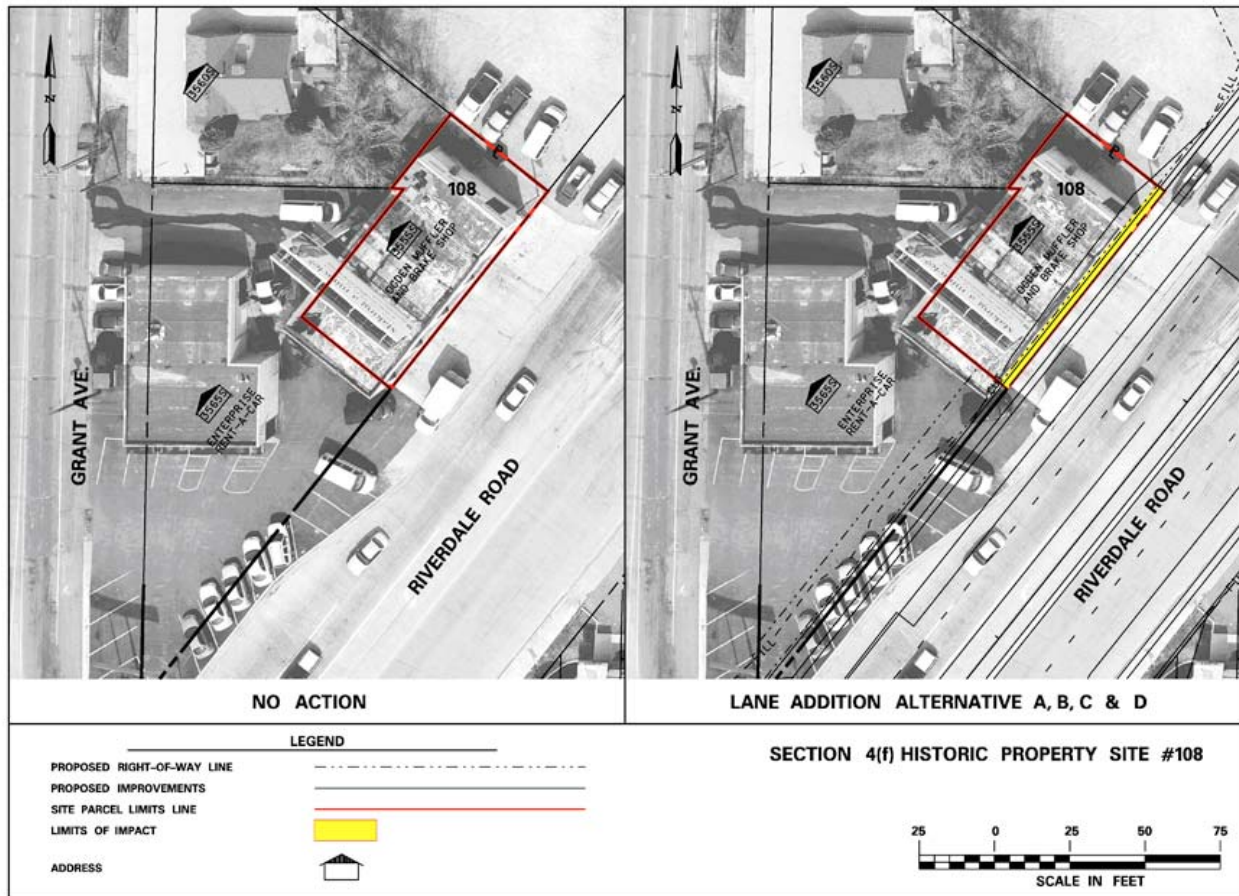 N
3560S
108
3555S
OGDEN MUFFLER
AND BRAKE SHOP
GRANT AVE.
3565S
ENTERPRISE
RENT-A-CAR
RIVERDALE ROAD
NO ACTION
N
3560S
FILL
108
3555S
OGDEN MUFFLER
AND BRAKE SHOP
GRANT AVE.
3565S
ENTERPRISE
RENT-A-CAR
RIVERDALE ROAD
FILL
LANE ADDITION ALTERNATIVE A, B, C & D
LEGEND
PROPOSED RIGHT-OF-WAY LINE
PROPOSED IMPROVEMENTS
SITE PARCEL LIMITS LINE
LIMITS OF IMPACT
ADDRESS
SECTION 4(f) HISTORIC PROPERTY SITE #108
25 0 25 50 75
SCALE IN FEET